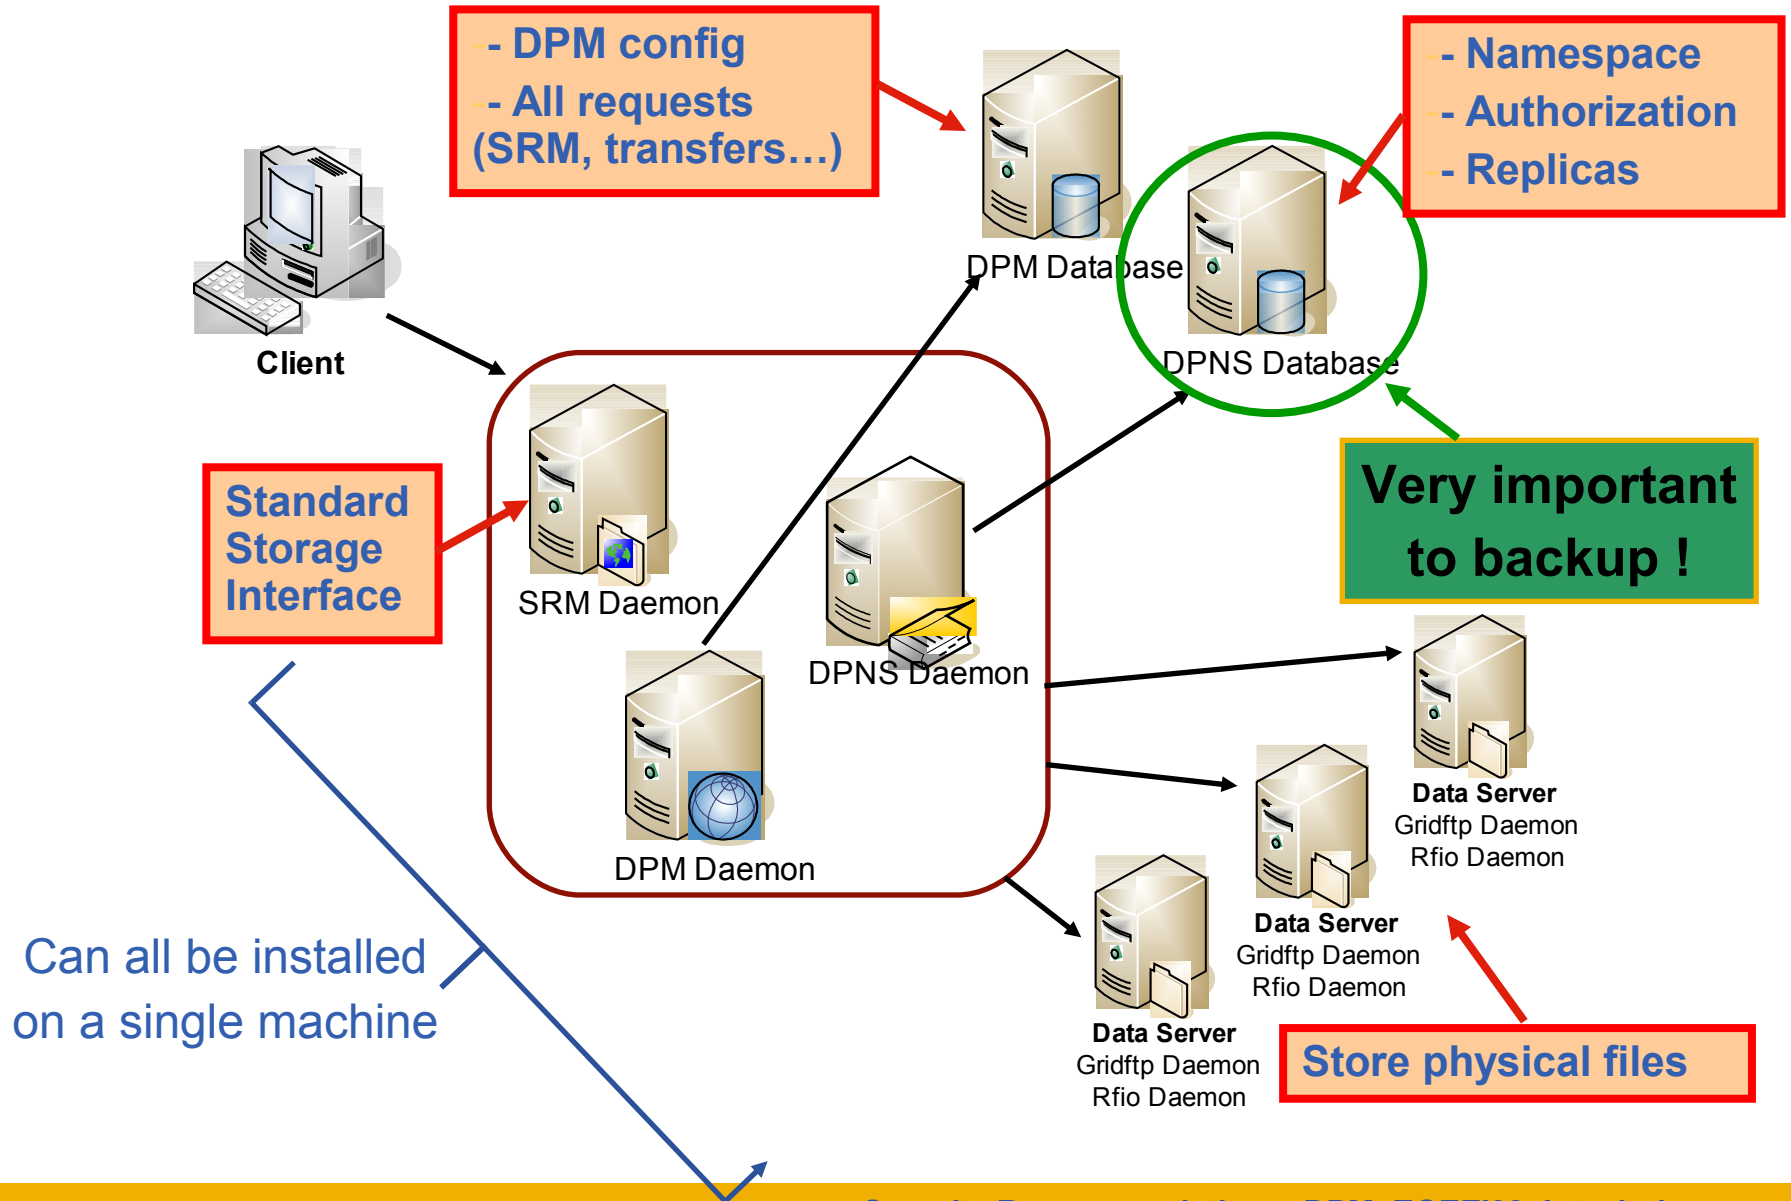 - DPM config
- All requests
(SRM, transfers…)
- Namespace
- Authorization
- Replicas
DPM Database
DPNS Database
Client
Very important
to backup !
Standard
Storage
Interface
SRM Daemon
DPNS Daemon
DPM Daemon
Data Server
Gridftp Daemon
Rfio Daemon
Data Server
Gridftp Daemon
Rfio Daemon
Data Server
Gridftp Daemon
Rfio Daemon
Can all be installed
on a single machine
Store physical files